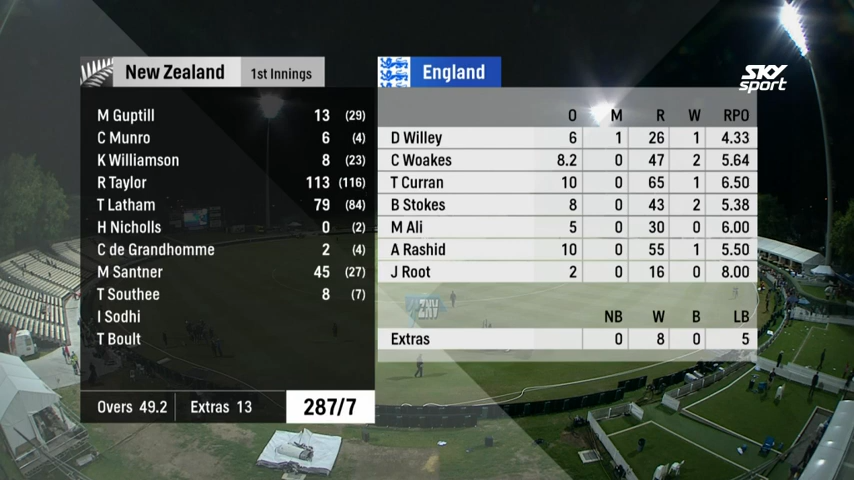 New Zealand 1st Innings
M Guptill 13 (29)
C Munro 6 (4)
K Williamson 8 (23)
R Taylor 113 (116)
T Latham 79 (84)
H Nicholls 0 (2)
C de Grandhomme 2 (4)
M Santner 45 (27)
T Southee 8 (7)
I Sodhi
T Boult
Overs 49.2 Extras 13 287/7
England
sky sport
O M R W RPO
D Willey 6 1 26 1 4.33
C Woakes 8.2 0 47 2 5.64
T Curran 10 0 65 1 6.50
B Stokes 8 0 43 2 5.38
M Ali 5 0 30 0 6.00
A Rashid 10 0 55 1 5.50
J Root 2 0 16 0 8.00
NB W B LB
Extras 0 8 0 5